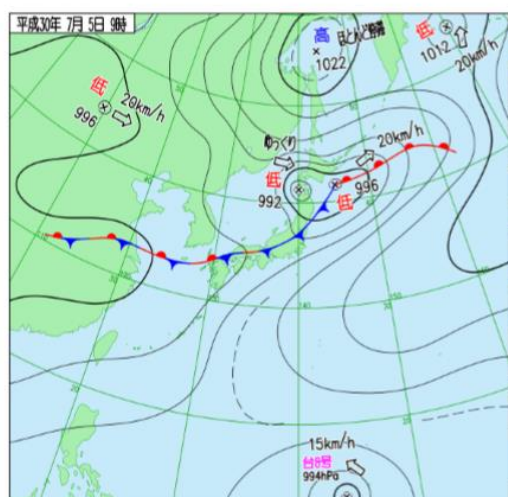 平成30年 7月 5日 9時
低
996
20km/h
高
1022
ほとんど停滞
低
1012
20km/h
ゆっくり
低
992
20km/h
996
低
15km/h
台8号
994hPa